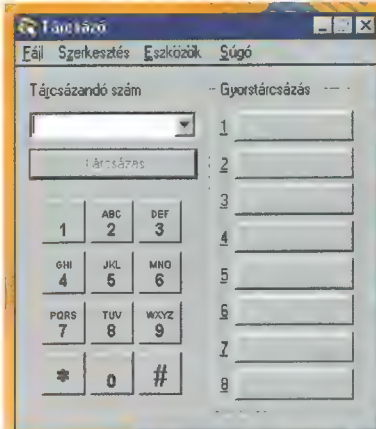 Tárcsázó
Fájl Szerkesztés Eszközök Súgó
Tárcsázandó szám
Tárcsázás
1
ABC 2
DEF 3
GHI 4
JKL 5
MNO 6
PQRS 7
TUV 8
WXYZ 9
*
0
#
Gyorstárcsázás
1
2
3
4
5
6
7
8